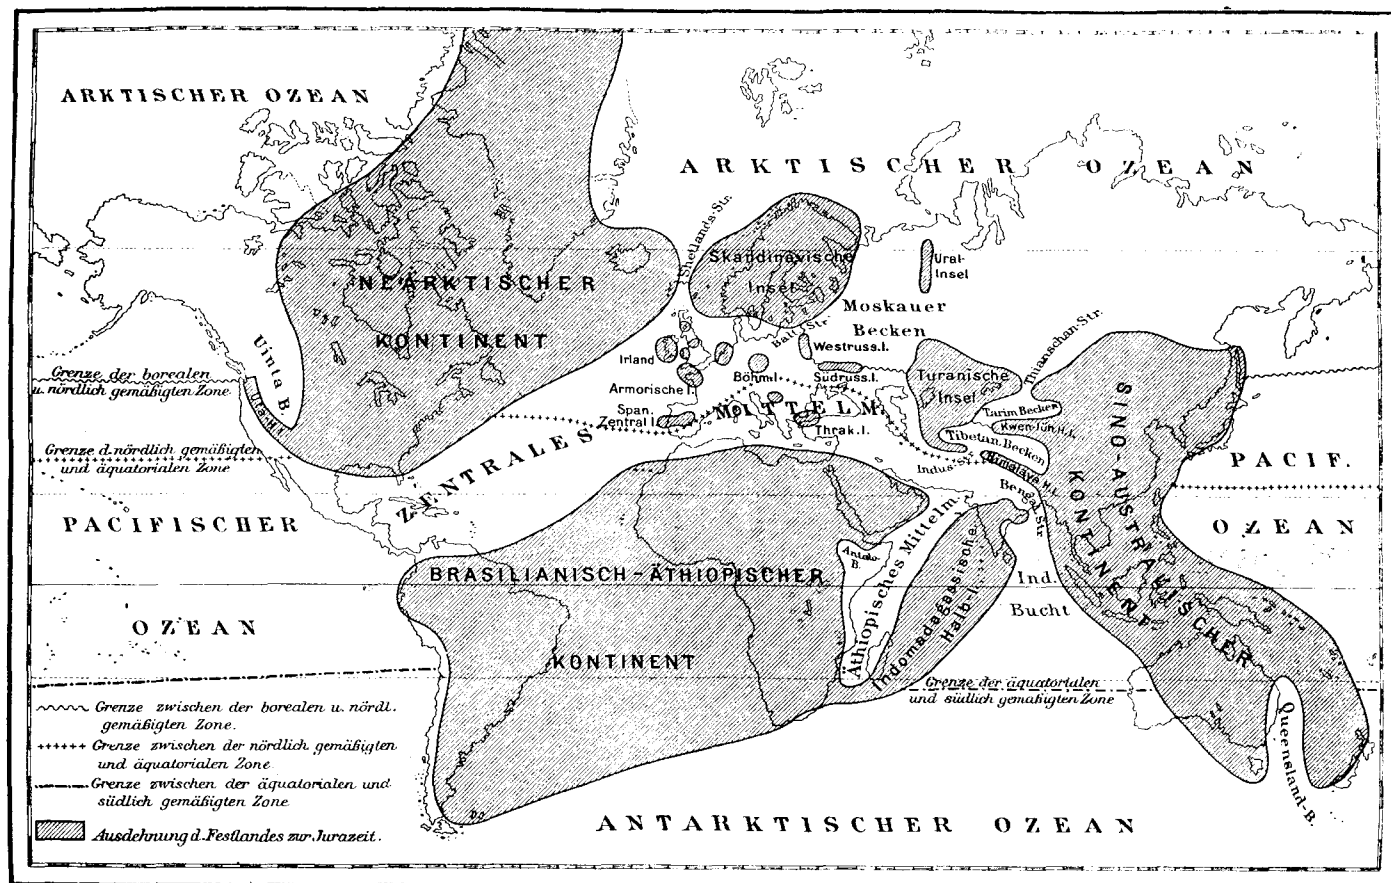 ARKTISCHER OZEAN
ARKTISCHER OZEAN
Shetlands-Str.
Skandinavische
Insel
Ural-
Insel
NEARKTISCHER
KONTINENT
Moskauer
Becken
Balt. Str.
Uinta B.
Irland
Westruss.I.
Böhm.I.
Südruss.I.
Armorische I.
Turanische
Insel
Thianschan-Str.
Grenze der borealen
u. nördlich gemäßigten Zone.
Span.
Zentral I.
Thrak. I.
ZENTRALES MITTELM.
Tarim Becken
Kwen-lün H.I.
Tibetan. Becken
Grenze d. nördlich gemäßigten
und äquatorialen Zone
Indus-Str.
Himalaya H.I.
Bengal Str.
SINO-AUSTRALISCHER
KONTINENT
PACIF.
OZEAN
PACIFISCHER
OZEAN
BRASILIANISCH-ÄTHIOPISCHER
KONTINENT
Antalo-
B.
Äthiopisches Mittelm.
Indomadagassische
Halb-I.
Ind.
Bucht
Grenze der äquatorialen
und südlich gemäßigten Zone
Queensland-B.
Grenze zwischen der borealen u. nördl.
gemäßigten Zone.
Grenze zwischen der nördlich gemäßigten
und äquatorialen Zone
Grenze zwischen der äquatorialen und
südlich gemäßigten Zone
Ausdehnung d. Festlandes zur Jurazeit.
ANTARKTISCHER OZEAN